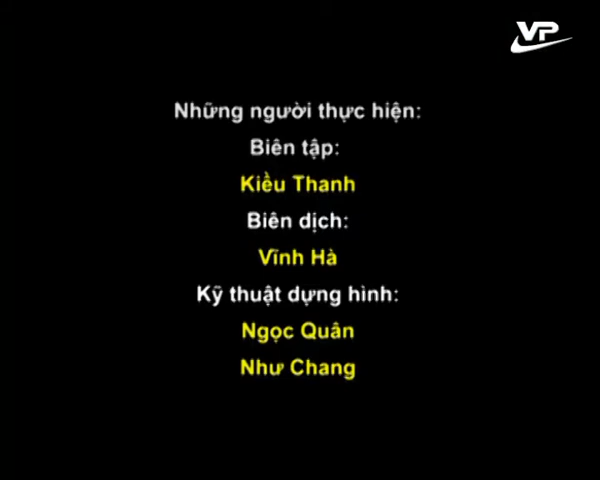 VP
Những người thực hiện:
Biên tập:
Kiều Thanh
Biên dịch:
Vĩnh Hà
Kỹ thuật dựng hình:
Ngọc Quân
Như Chang